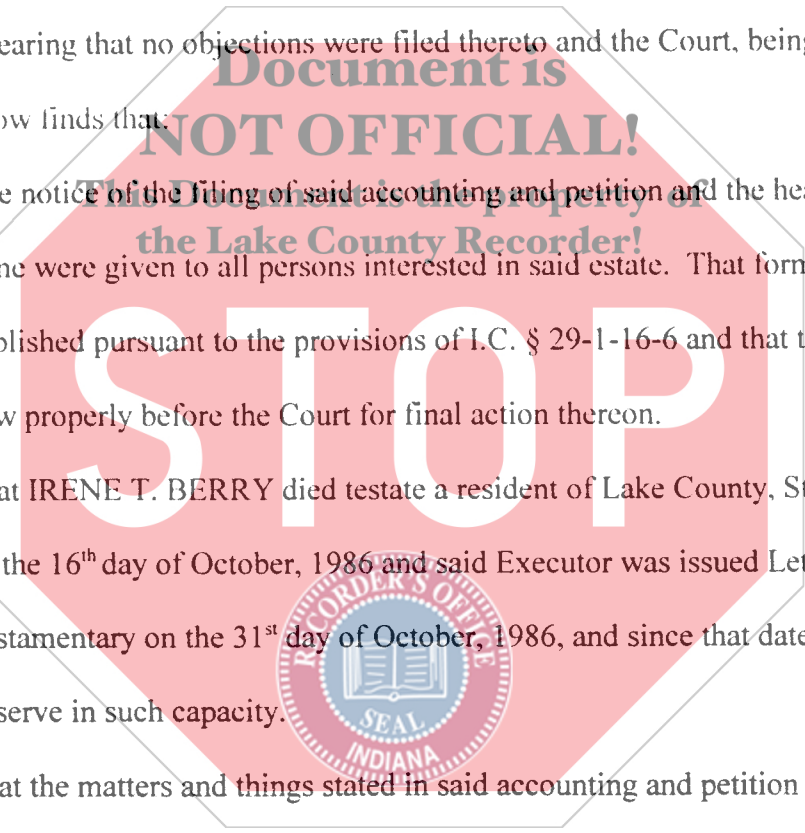 earing that no objections were filed thereto and the Court, being
Document is
ow finds that:
NOT OFFICIAL!
e notice of the filing of said accounting and petition and the hea
This Document is the property of
the Lake County Recorder!
ne were given to all persons interested in said estate. That form
olished pursuant to the provisions of I.C. § 29-1-16-6 and that t
STOP
w properly before the Court for final action thereon.
at IRENE T. BERRY died testate a resident of Lake County, St
the 16th day of October, 1986 and said Executor was issued Let
RECORDER'S OFFICE
stamentary on the 31st day of October, 1986, and since that date
serve in such capacity.
SEAL
INDIANA
at the matters and things stated in said accounting and petition